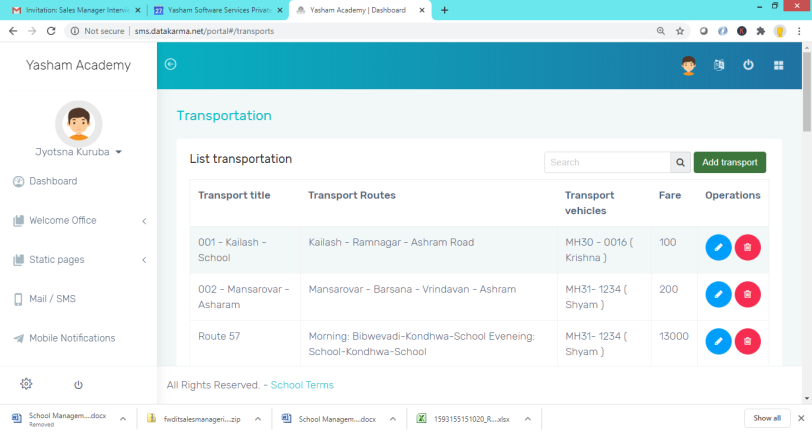 Invitation: Sales Manager Intervie
Yasham Software Services Private
Yasham Academy | Dashboard
Not secure | sms.datakarma.net/portal#/transports
Yasham Academy
Jyotsna Kuruba
Dashboard
Welcome Office
Static pages
Mail / SMS
Mobile Notifications
Transportation
List transportation
Search
Add transport
Transport title Transport Routes Transport vehicles Fare Operations
001 - Kailash - School Kailash - Ramnagar - Ashram Road MH30 - 0016 ( Krishna ) 100
002 - Mansarovar - Asharam Mansarovar - Barsana - Vrindavan - Ashram MH31- 1234 ( Shyam ) 200
Route 57 Morning: Bibwevadi-Kondhwa-School Eveneing: School-Kondhwa-School MH31- 1234 ( Shyam ) 13000
All Rights Reserved. - School Terms
School Managem....docx
Removed
fwditsalesmanageri....zip
School Managem....docx
1593155151020_R....xlsx
Show all